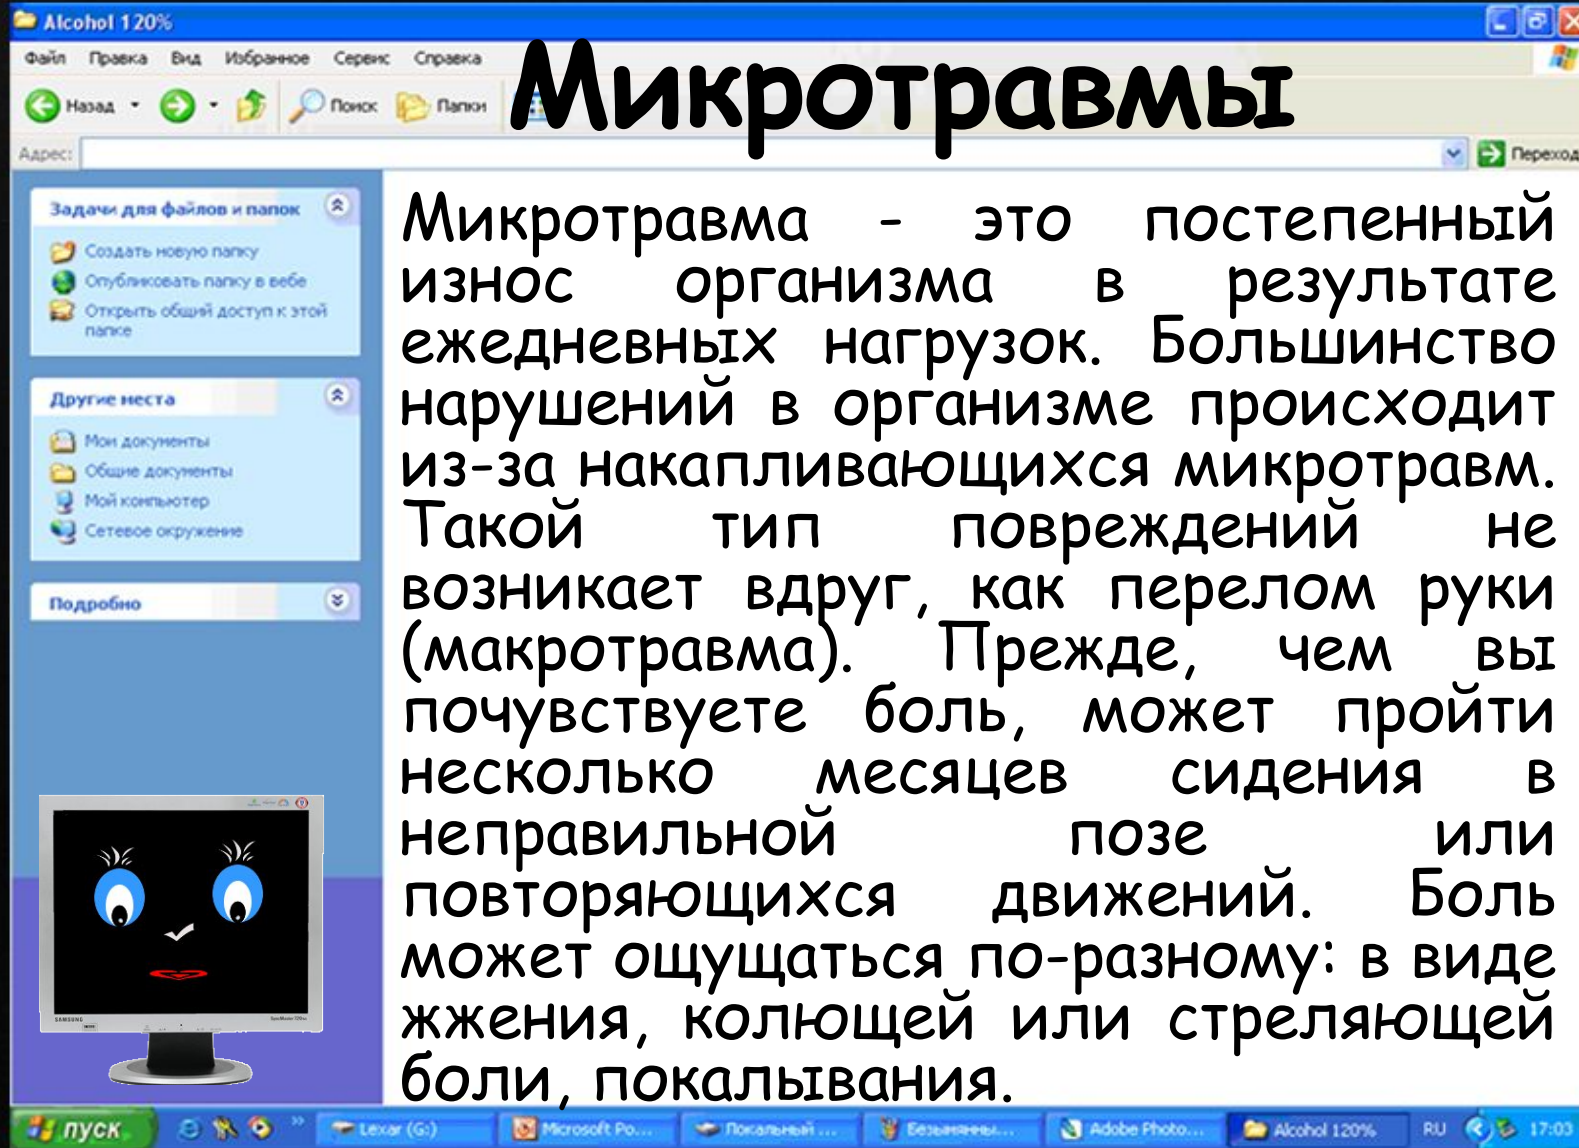 Alcohol 120%
Файл Правка Вид Избранное Сервис Справка
Микротравмы
Назад Поиск Папки
Адрес: Переход
Задачи для файлов и папок
Создать новую папку
Опубликовать папку в вебе
Открыть общий доступ к этой
папке
Другие места
Мои документы
Общие документы
Мой компьютер
Сетевое окружение
Подробно
Микротравма - это постепенный
износ организма в результате
ежедневных нагрузок. Большинство
нарушений в организме происходит
из-за накапливающихся микротравм.
Такой тип повреждений не
возникает вдруг, как перелом руки
(макротравма). Прежде, чем вы
почувствуете боль, может пройти
несколько месяцев сидения в
неправильной позе или
повторяющихся движений. Боль
может ощущаться по-разному: в виде
жжения, колющей или стреляющей
боли, покалывания.
SAMSUNG
пуск Lexar (G:) Microsoft Po... Локальный ... Безымянны... Adobe Photo... Alcohol 120% RU 17:03